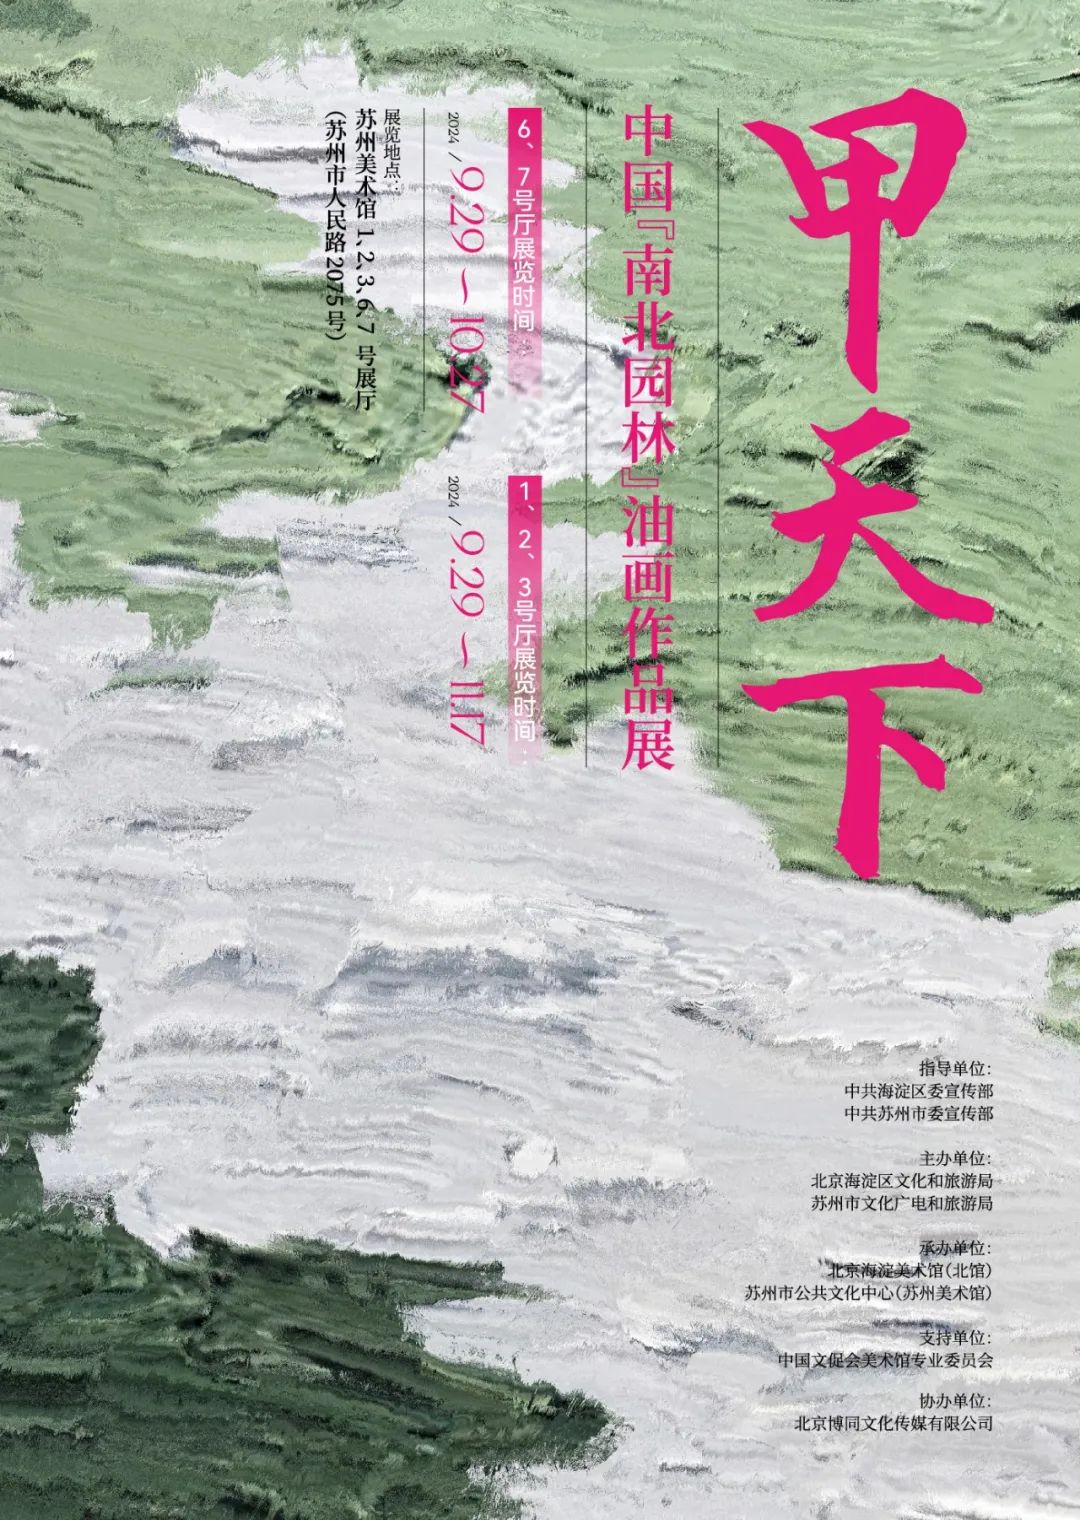 甲天下
中国『南北园林』油画作品展
6、7号厅展览时间
2024 / 9.29 ~ 10.27
1、2、3号厅展览时间：
2024 / 9.29 ~ 11.17
展览地点：
苏州美术馆 1、2、3、6、7 号展厅
（苏州市人民路2075号）
指导单位：
中共海淀区委宣传部
中共苏州市委宣传部
主办单位：
北京海淀区文化和旅游局
苏州市文化广电和旅游局
承办单位：
北京海淀美术馆(北馆)
苏州市公共文化中心(苏州美术馆)
支持单位：
中国文促会美术馆专业委员会
协办单位：
北京博同文化传媒有限公司